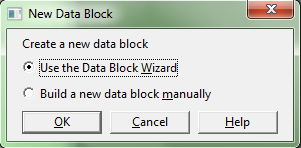 New Data Block
Create a new data block
Use the Data Block Wizard
Build a new data block manually
OK Cancel Help